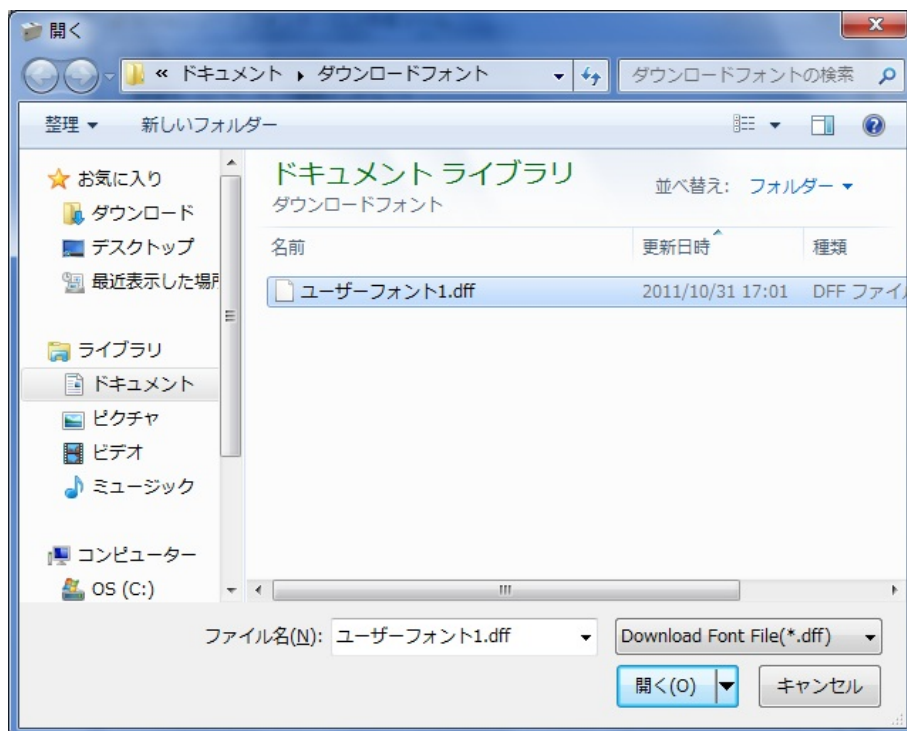 開く
« ドキュメント ▸ ダウンロードフォント
ダウンロードフォントの検索
整理 ▼ 新しいフォルダー
お気に入り
ダウンロード
デスクトップ
最近表示した場所
ライブラリ
ドキュメント
ピクチャ
ビデオ
ミュージック
コンピューター
OS (C:)
ドキュメント ライブラリ
ダウンロードフォント
並べ替え: フォルダー ▼
名前 更新日時 種類
ユーザーフォント1.dff 2011/10/31 17:01 DFF ファイル
ファイル名(N): ユーザーフォント1.dff
Download Font File(*.dff)
開く(O) キャンセル